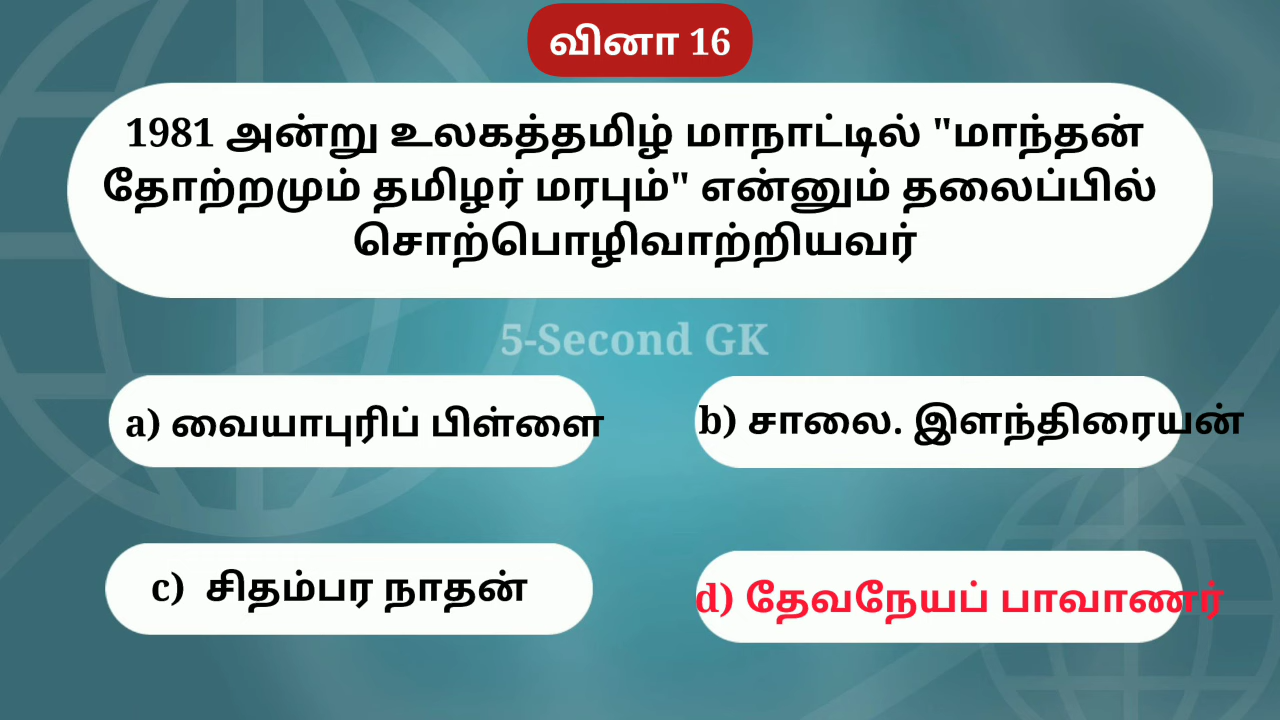 வினா 16
1981 அன்று உலகத்தமிழ் மாநாட்டில் "மாந்தன்
தோற்றமும் தமிழர் மரபும்" என்னும் தலைப்பில்
சொற்பொழிவாற்றியவர்
5-Second GK
a) வையாபுரிப் பிள்ளை
b) சாலை. இளந்திரையன்
c) சிதம்பர நாதன்
d) தேவநேயப் பாவாணர்